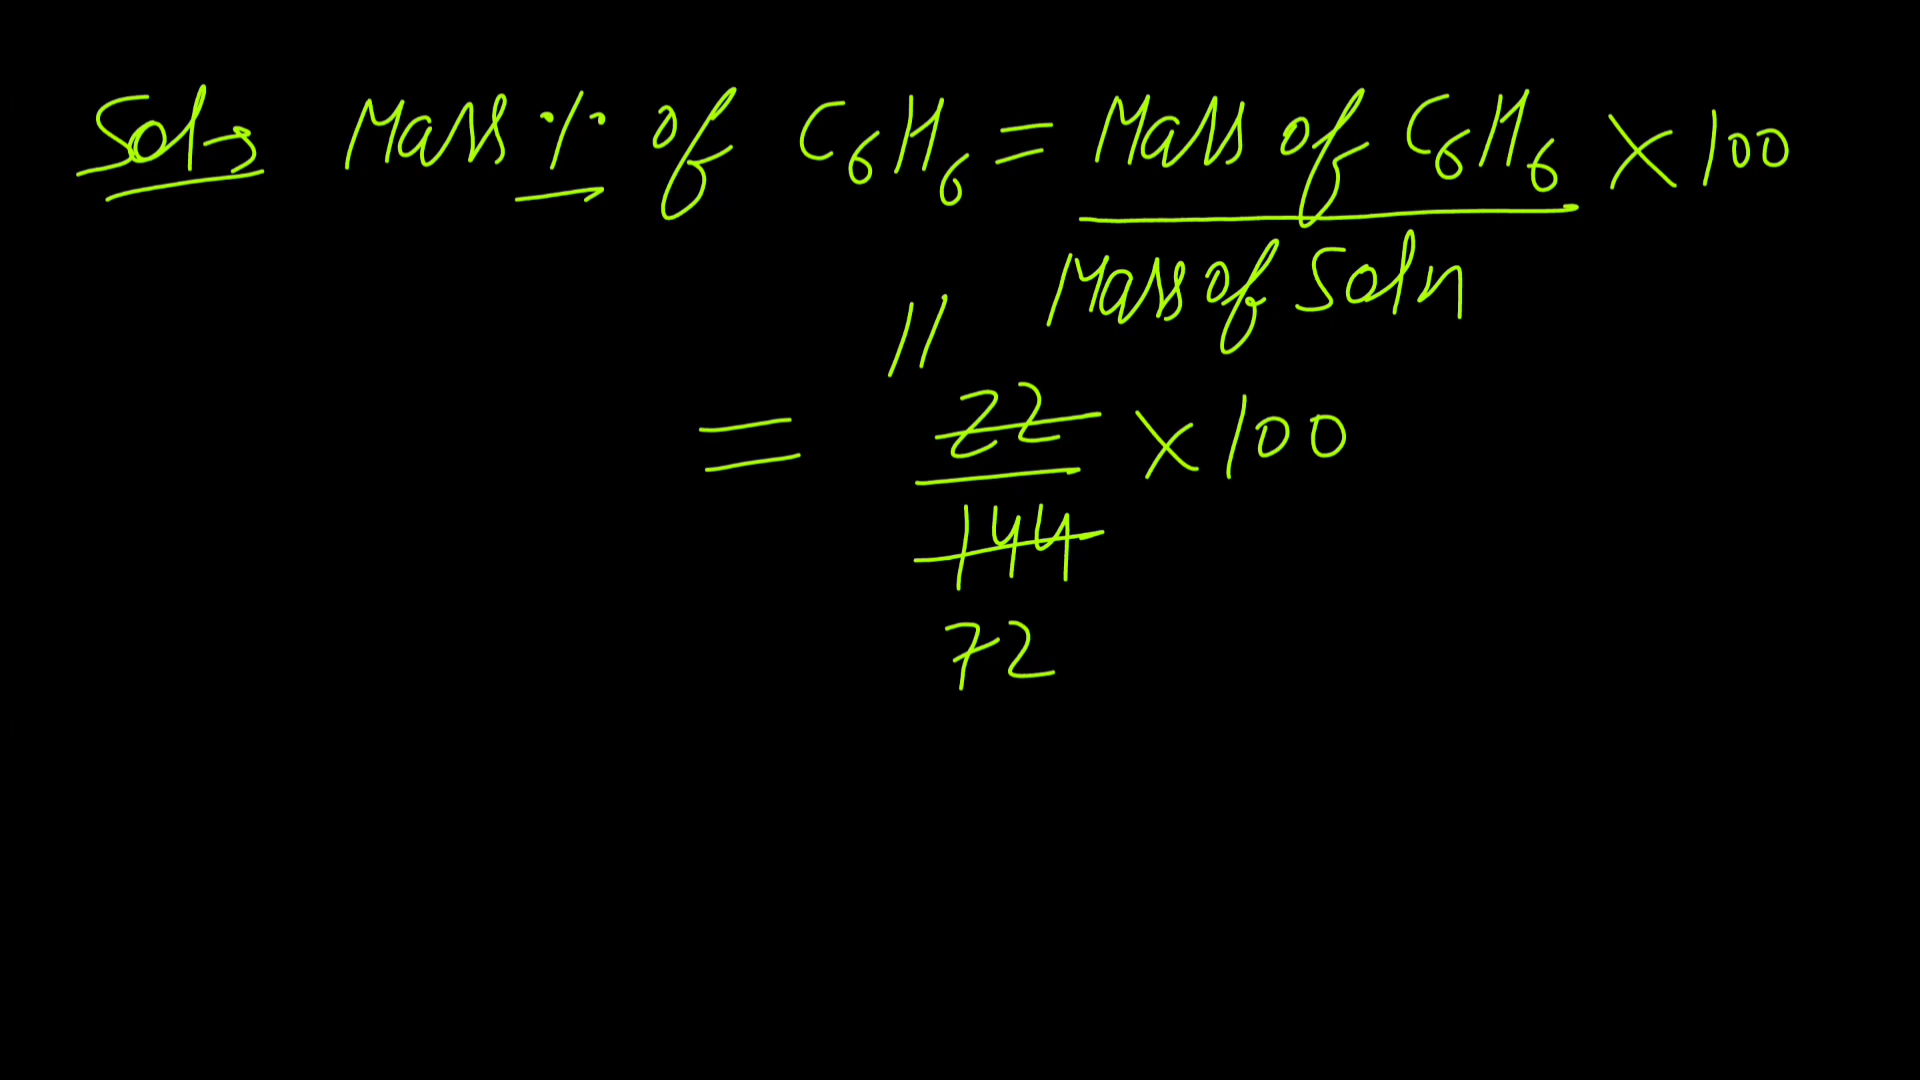 Sol→ Mass % of C6H6 = Mass of C6H6 × 100
Mass of Soln
11
= 22 × 100
144
72